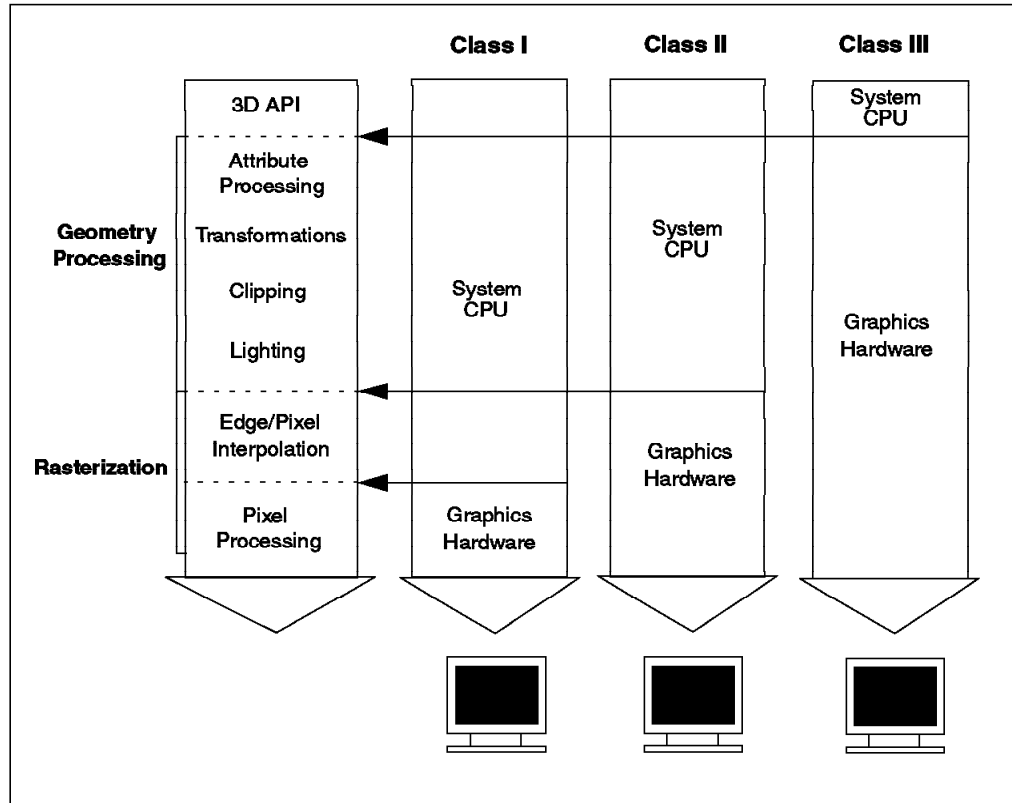 Class I
Class II
Class III
3D API
Attribute
Processing
Transformations
Clipping
Lighting
Edge/Pixel
Interpolation
Pixel
Processing
Geometry
Processing
Rasterization
System
CPU
Graphics
Hardware
System
CPU
Graphics
Hardware
System
CPU
Graphics
Hardware